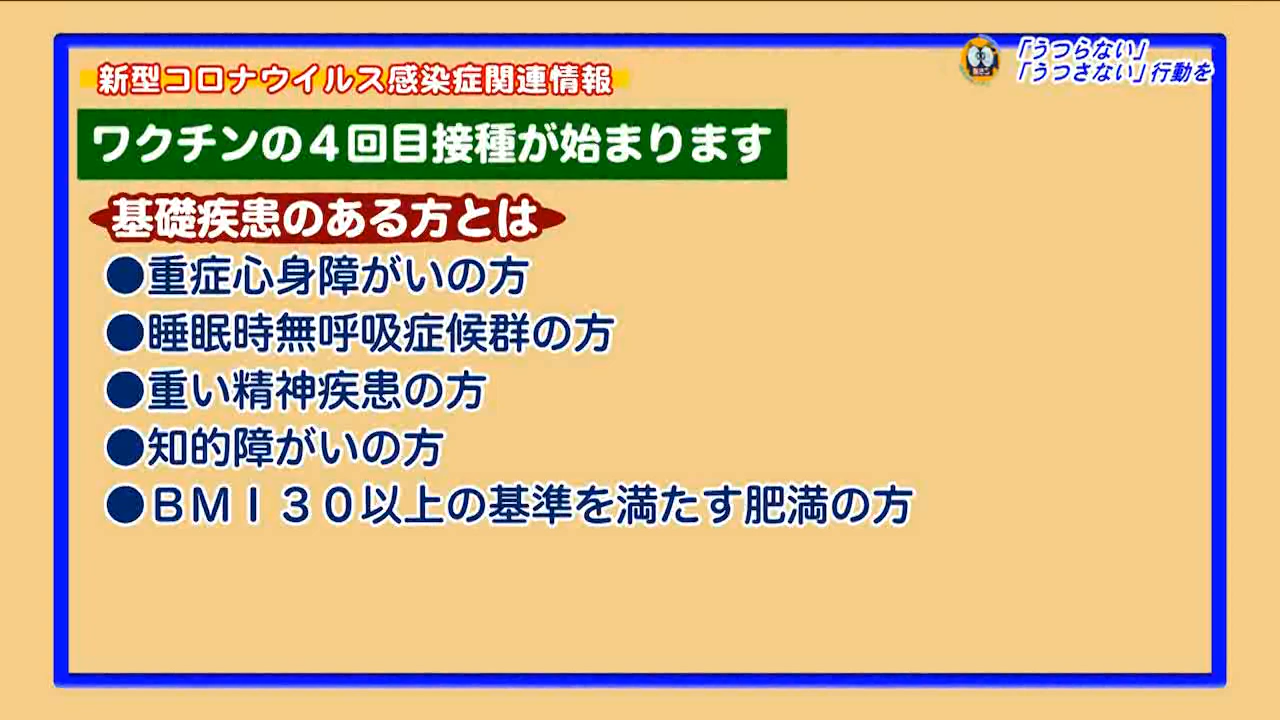 新型コロナウイルス感染症関連情報
「うつらない」
「うつさない」行動を
ワクチンの４回目接種が始まります
基礎疾患のある方とは
●重症心身障がいの方
●睡眠時無呼吸症候群の方
●重い精神疾患の方
●知的障がいの方
●ＢＭＩ３０以上の基準を満たす肥満の方